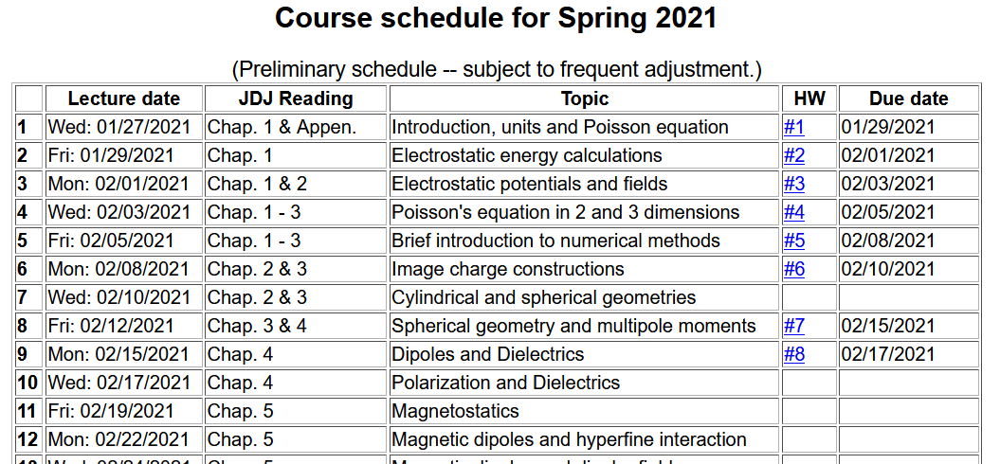 Course schedule for Spring 2021
(Preliminary schedule -- subject to frequent adjustment.)
Lecture date JDJ Reading Topic HW Due date
1 Wed: 01/27/2021 Chap. 1 & Appen. Introduction, units and Poisson equation #1 01/29/2021
2 Fri: 01/29/2021 Chap. 1 Electrostatic energy calculations #2 02/01/2021
3 Mon: 02/01/2021 Chap. 1 & 2 Electrostatic potentials and fields #3 02/03/2021
4 Wed: 02/03/2021 Chap. 1 - 3 Poisson's equation in 2 and 3 dimensions #4 02/05/2021
5 Fri: 02/05/2021 Chap. 1 - 3 Brief introduction to numerical methods #5 02/08/2021
6 Mon: 02/08/2021 Chap. 2 & 3 Image charge constructions #6 02/10/2021
7 Wed: 02/10/2021 Chap. 2 & 3 Cylindrical and spherical geometries
8 Fri: 02/12/2021 Chap. 3 & 4 Spherical geometry and multipole moments #7 02/15/2021
9 Mon: 02/15/2021 Chap. 4 Dipoles and Dielectrics #8 02/17/2021
10 Wed: 02/17/2021 Chap. 4 Polarization and Dielectrics
11 Fri: 02/19/2021 Chap. 5 Magnetostatics
12 Mon: 02/22/2021 Chap. 5 Magnetic dipoles and hyperfine interaction